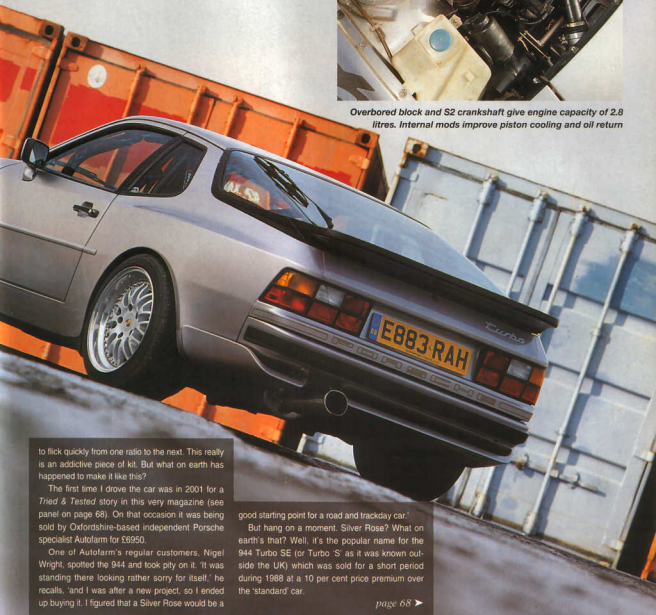 Overbored block and S2 crankshaft give engine capacity of 2.8
litres. Internal mods improve piston cooling and oil return
turbo
E883 RAH
to flick quickly from one ratio to the next. This really
is an addictive piece of kit. But what on earth has
happened to make it like this?
The first time I drove the car was in 2001 for a
Tried & Tested story in this very magazine (see
panel on page 68). On that occasion it was being
sold by Oxfordshire-based independent Porsche
specialist Autofarm for £6950.
One of Autofarm's regular customers, Nigel
Wright, spotted the 944 and took pity on it. 'It was
standing there looking rather sorry for itself,' he
recalls, 'and I was after a new project, so I ended
up buying it. I figured that a Silver Rose would be a
good starting point for a road and trackday car.'
But hang on a moment. Silver Rose? What on
earth's that? Well, it's the popular name for the
944 Turbo SE (or Turbo 'S' as it was known out-
side the UK) which was sold for a short period
during 1988 at a 10 per cent price premium over
the 'standard' car.
page 68